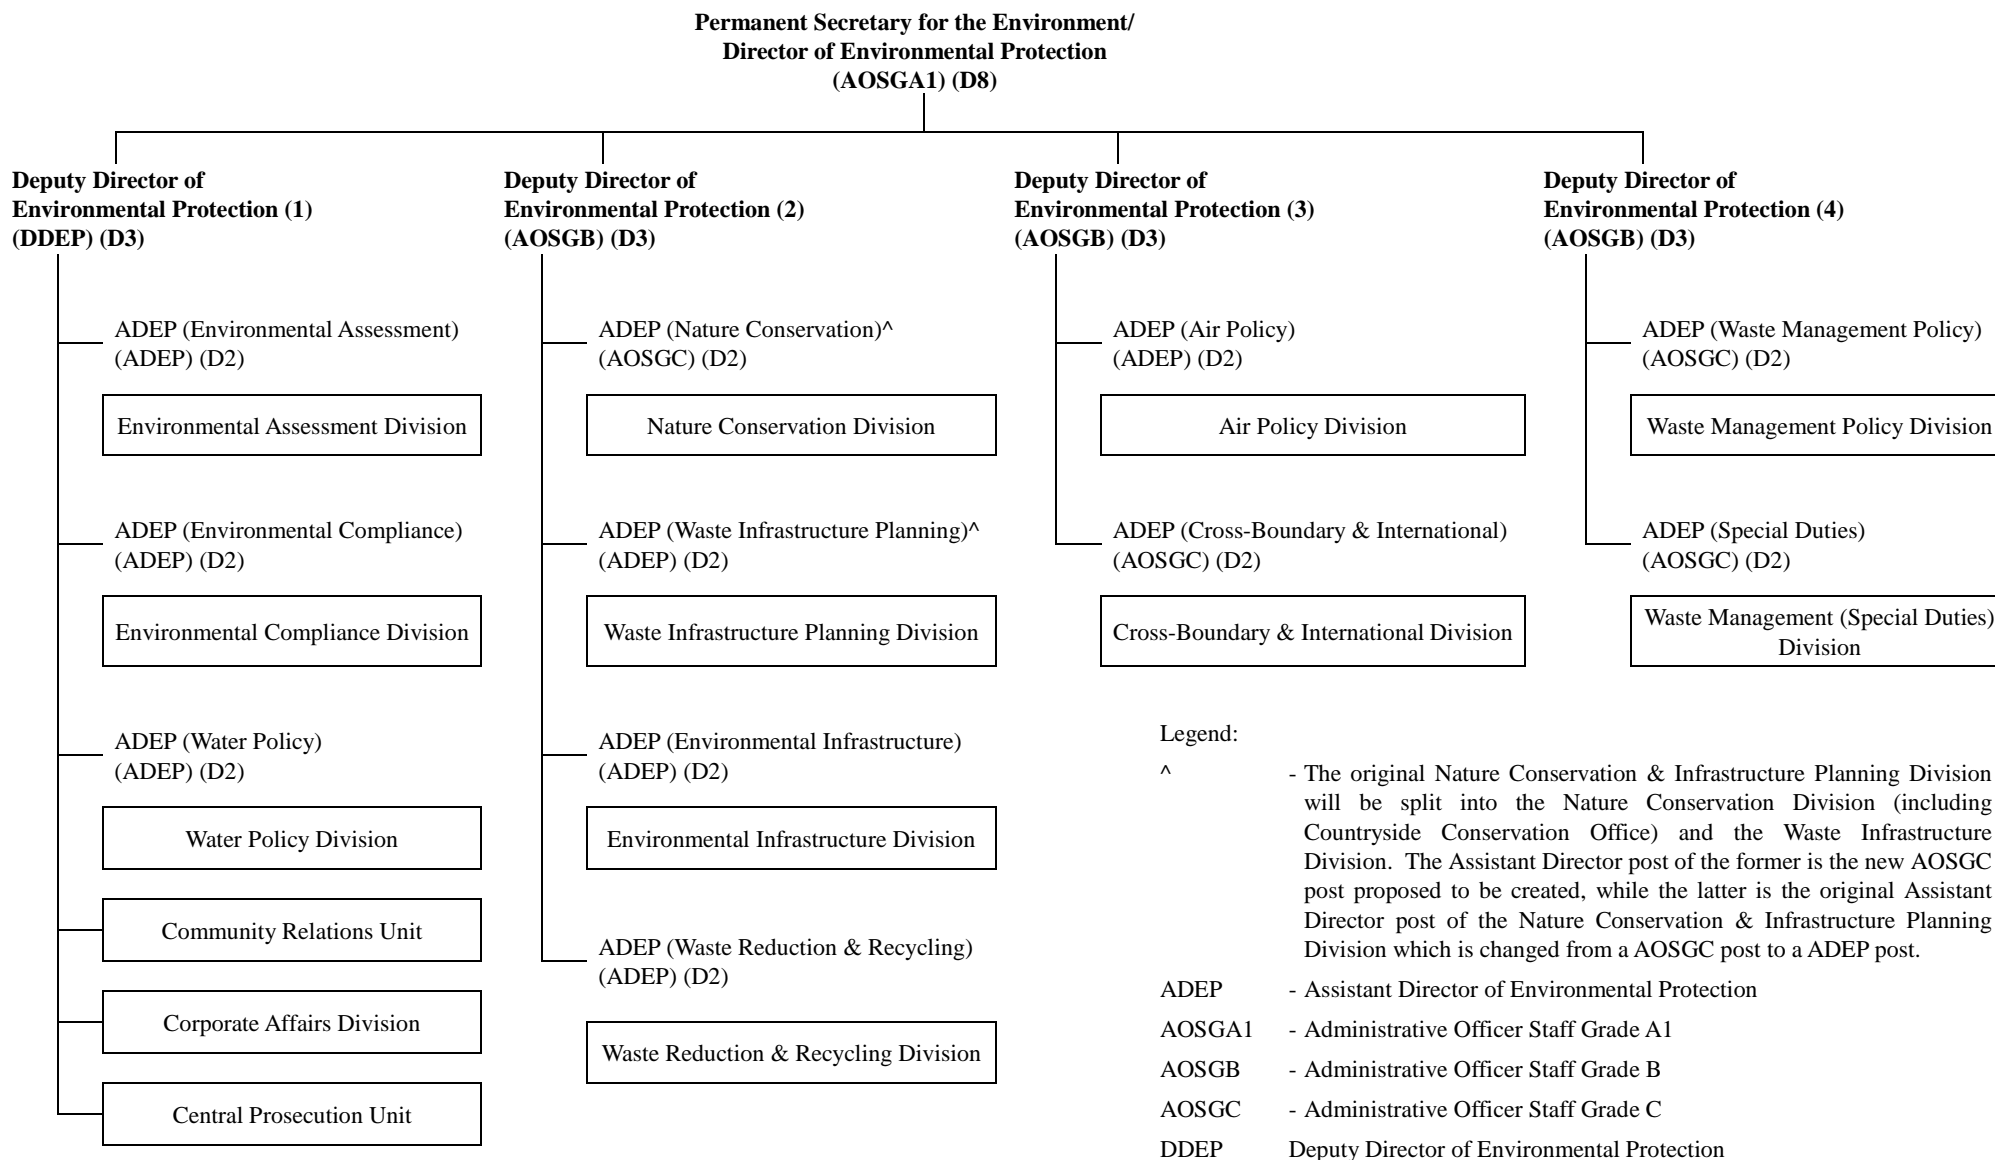 Permanent Secretary for the Environment/
Director of Environmental Protection
(AOSGA1) (D8)
Deputy Director of
Environmental Protection (1)
(DDEP) (D3)
ADEP (Environmental Assessment)
(ADEP) (D2)
Environmental Assessment Division
ADEP (Environmental Compliance)
(ADEP) (D2)
Environmental Compliance Division
ADEP (Water Policy)
(ADEP) (D2)
Water Policy Division
Community Relations Unit
Corporate Affairs Division
Central Prosecution Unit
Deputy Director of
Environmental Protection (2)
(AOSGB) (D3)
ADEP (Nature Conservation)^
(AOSGC) (D2)
Nature Conservation Division
ADEP (Waste Infrastructure Planning)^
(ADEP) (D2)
Waste Infrastructure Planning Division
ADEP (Environmental Infrastructure)
(ADEP) (D2)
Environmental Infrastructure Division
ADEP (Waste Reduction & Recycling)
(ADEP) (D2)
Waste Reduction & Recycling Division
Deputy Director of
Environmental Protection (3)
(AOSGB) (D3)
ADEP (Air Policy)
(ADEP) (D2)
Air Policy Division
ADEP (Cross-Boundary & International)
(AOSGC) (D2)
Cross-Boundary & International Division
Deputy Director of
Environmental Protection (4)
(AOSGB) (D3)
ADEP (Waste Management Policy)
(AOSGC) (D2)
Waste Management Policy Division
ADEP (Special Duties)
(AOSGC) (D2)
Waste Management (Special Duties)
Division
Legend:
^ - The original Nature Conservation & Infrastructure Planning Division
will be split into the Nature Conservation Division (including
Countryside Conservation Office) and the Waste Infrastructure
Division. The Assistant Director post of the former is the new AOSGC
post proposed to be created, while the latter is the original Assistant
Director post of the Nature Conservation & Infrastructure Planning
Division which is changed from a AOSGC post to a ADEP post.
ADEP - Assistant Director of Environmental Protection
AOSGA1 - Administrative Officer Staff Grade A1
AOSGB - Administrative Officer Staff Grade B
AOSGC - Administrative Officer Staff Grade C
DDEP Deputy Director of Environmental Protection